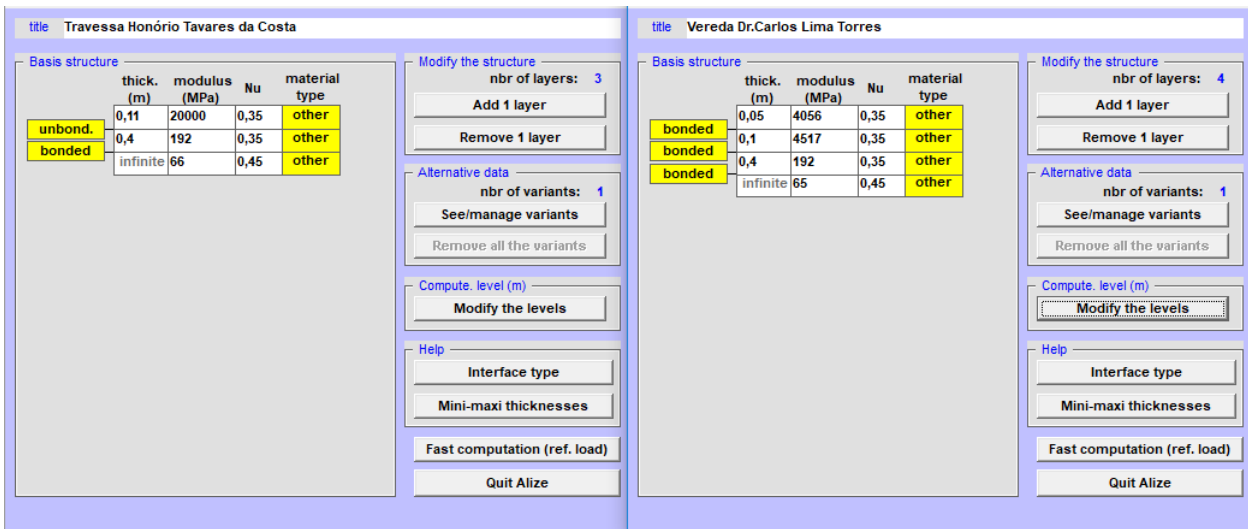 title Travessa Honório Tavares da Costa
Basis structure
thick. (m) modulus (MPa) Nu material type
0,11 20000 0,35 other
unbond.
0,4 192 0,35 other
bonded
infinite 66 0,45 other
Modify the structure
nbr of layers: 3
Add 1 layer
Remove 1 layer
Alternative data
nbr of variants: 1
See/manage variants
Remove all the variants
Compute. level (m)
Modify the levels
Help
Interface type
Mini-maxi thicknesses
Fast computation (ref. load)
Quit Alize
title Vereda Dr.Carlos Lima Torres
Basis structure
thick. (m) modulus (MPa) Nu material type
0,05 4056 0,35 other
bonded
0,1 4517 0,35 other
bonded
0,4 192 0,35 other
bonded
infinite 65 0,45 other
Modify the structure
nbr of layers: 4
Add 1 layer
Remove 1 layer
Alternative data
nbr of variants: 1
See/manage variants
Remove all the variants
Compute. level (m)
Modify the levels
Help
Interface type
Mini-maxi thicknesses
Fast computation (ref. load)
Quit Alize